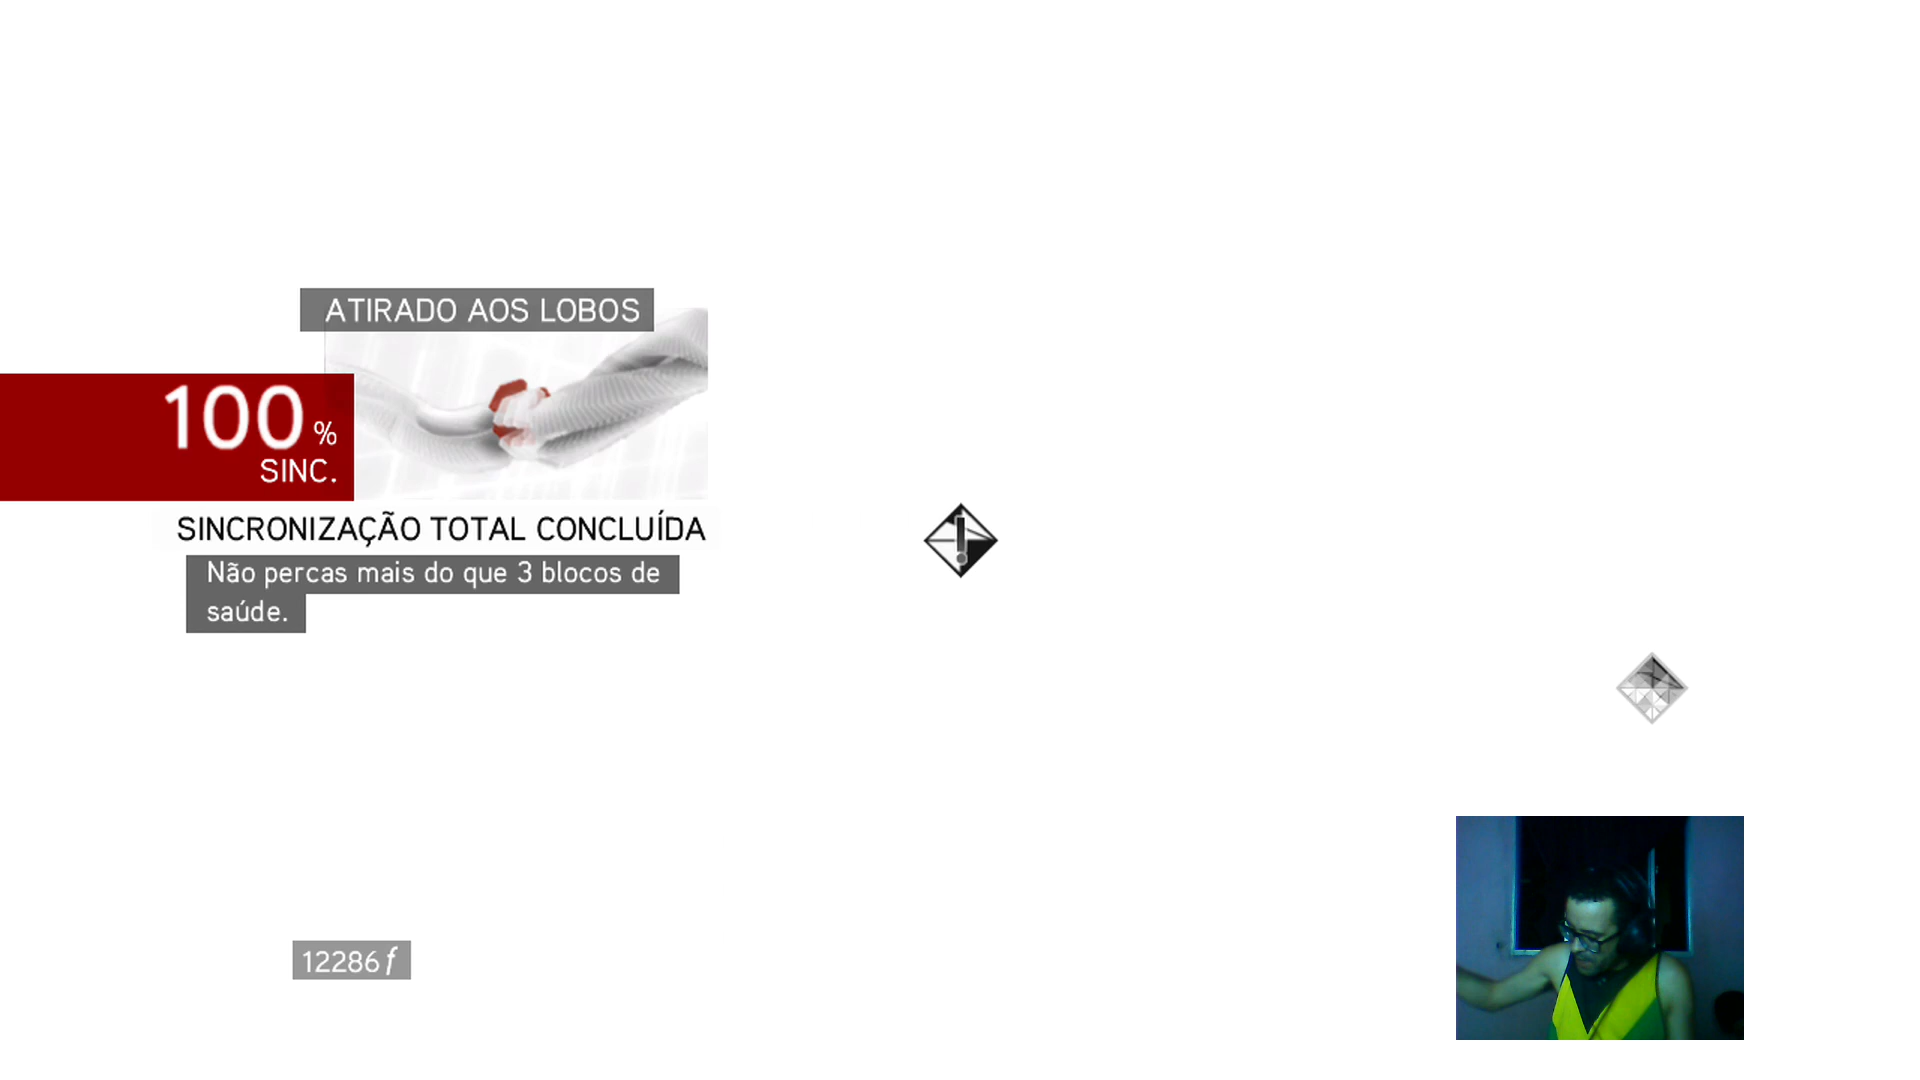 ATIRADO AOS LOBOS
100 %
SINC.
SINCRONIZAÇÃO TOTAL CONCLUÍDA
Não percas mais do que 3 blocos de
saúde.
12286 ƒ